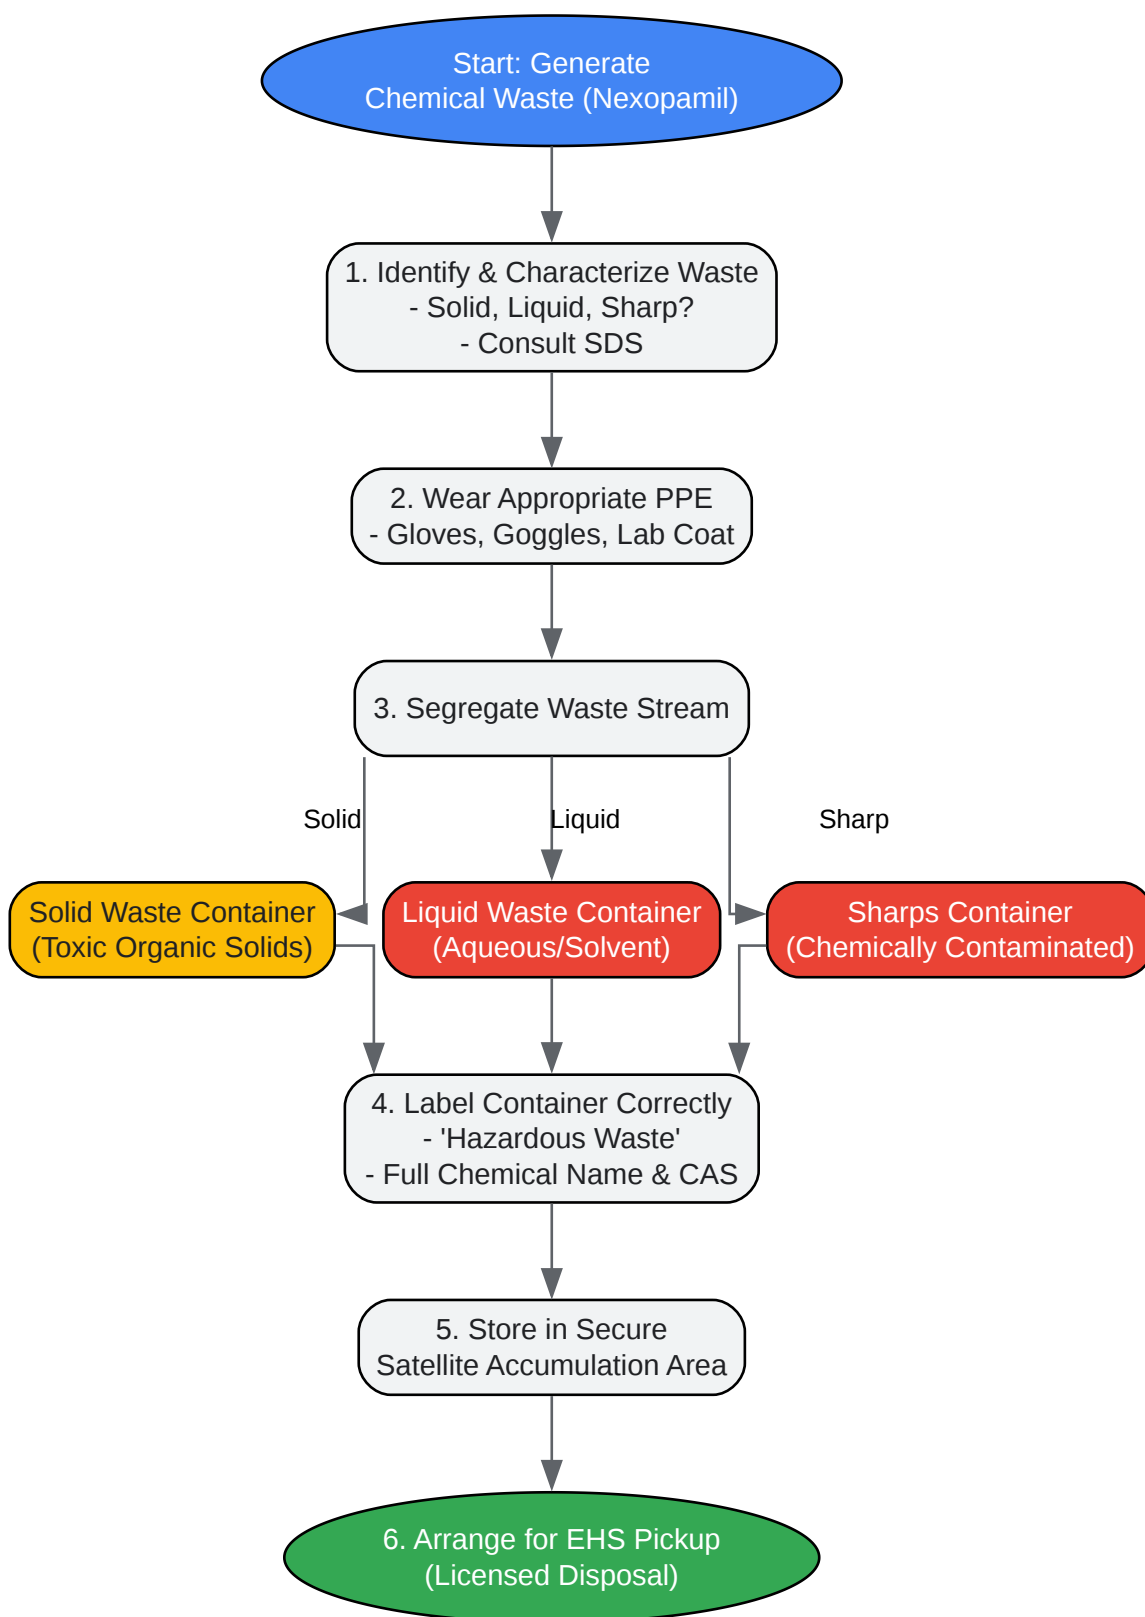 Start: Generate
Chemical Waste (Nexopamil)
1. Identify & Characterize Waste
- Solid, Liquid, Sharp?
- Consult SDS
2. Wear Appropriate PPE
- Gloves, Goggles, Lab Coat
3. Segregate Waste Stream
Solid
Liquid
Sharp
Solid Waste Container
(Toxic Organic Solids)
Liquid Waste Container
(Aqueous/Solvent)
Sharps Container
(Chemically Contaminated)
4. Label Container Correctly
- 'Hazardous Waste'
- Full Chemical Name & CAS
5. Store in Secure
Satellite Accumulation Area
6. Arrange for EHS Pickup
(Licensed Disposal)